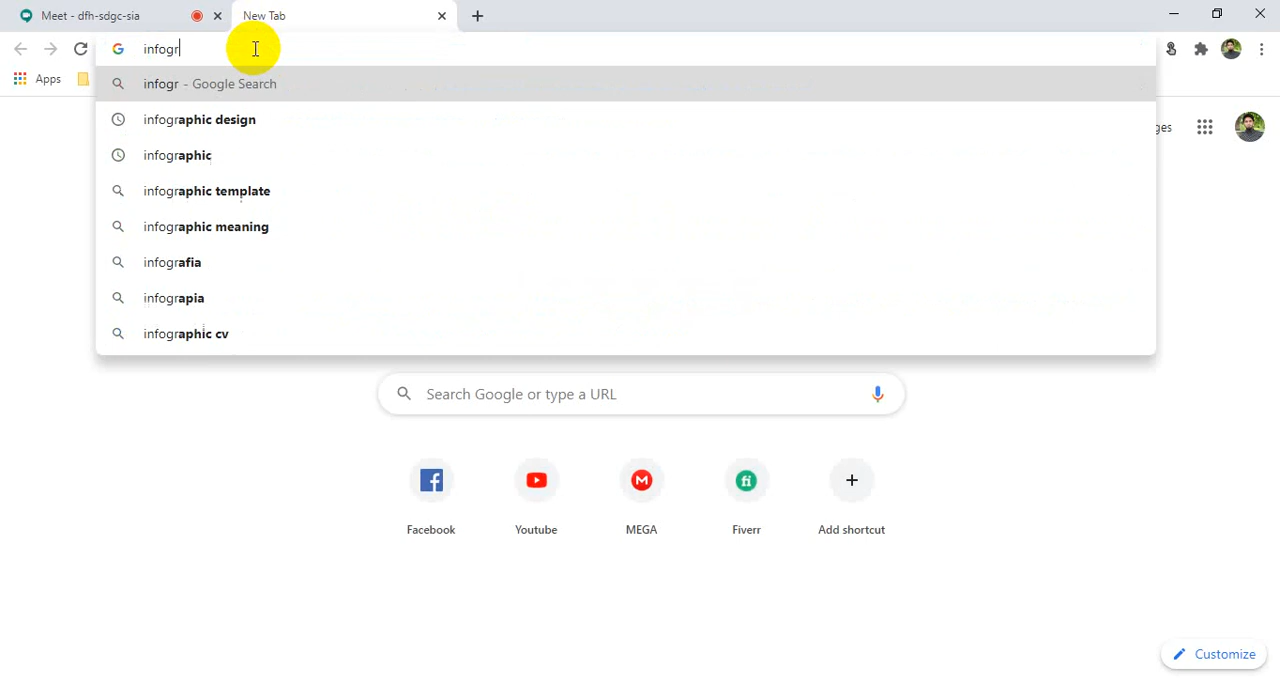 Meet - dfh-sdgc-sia
New Tab
infogr
Apps
infogr - Google Search
infographic design
ges
infographic
infographic template
infographic meaning
infografia
infograpia
infographic cv
Search Google or type a URL
Facebook
Youtube
MEGA
Fiverr
Add shortcut
Customize